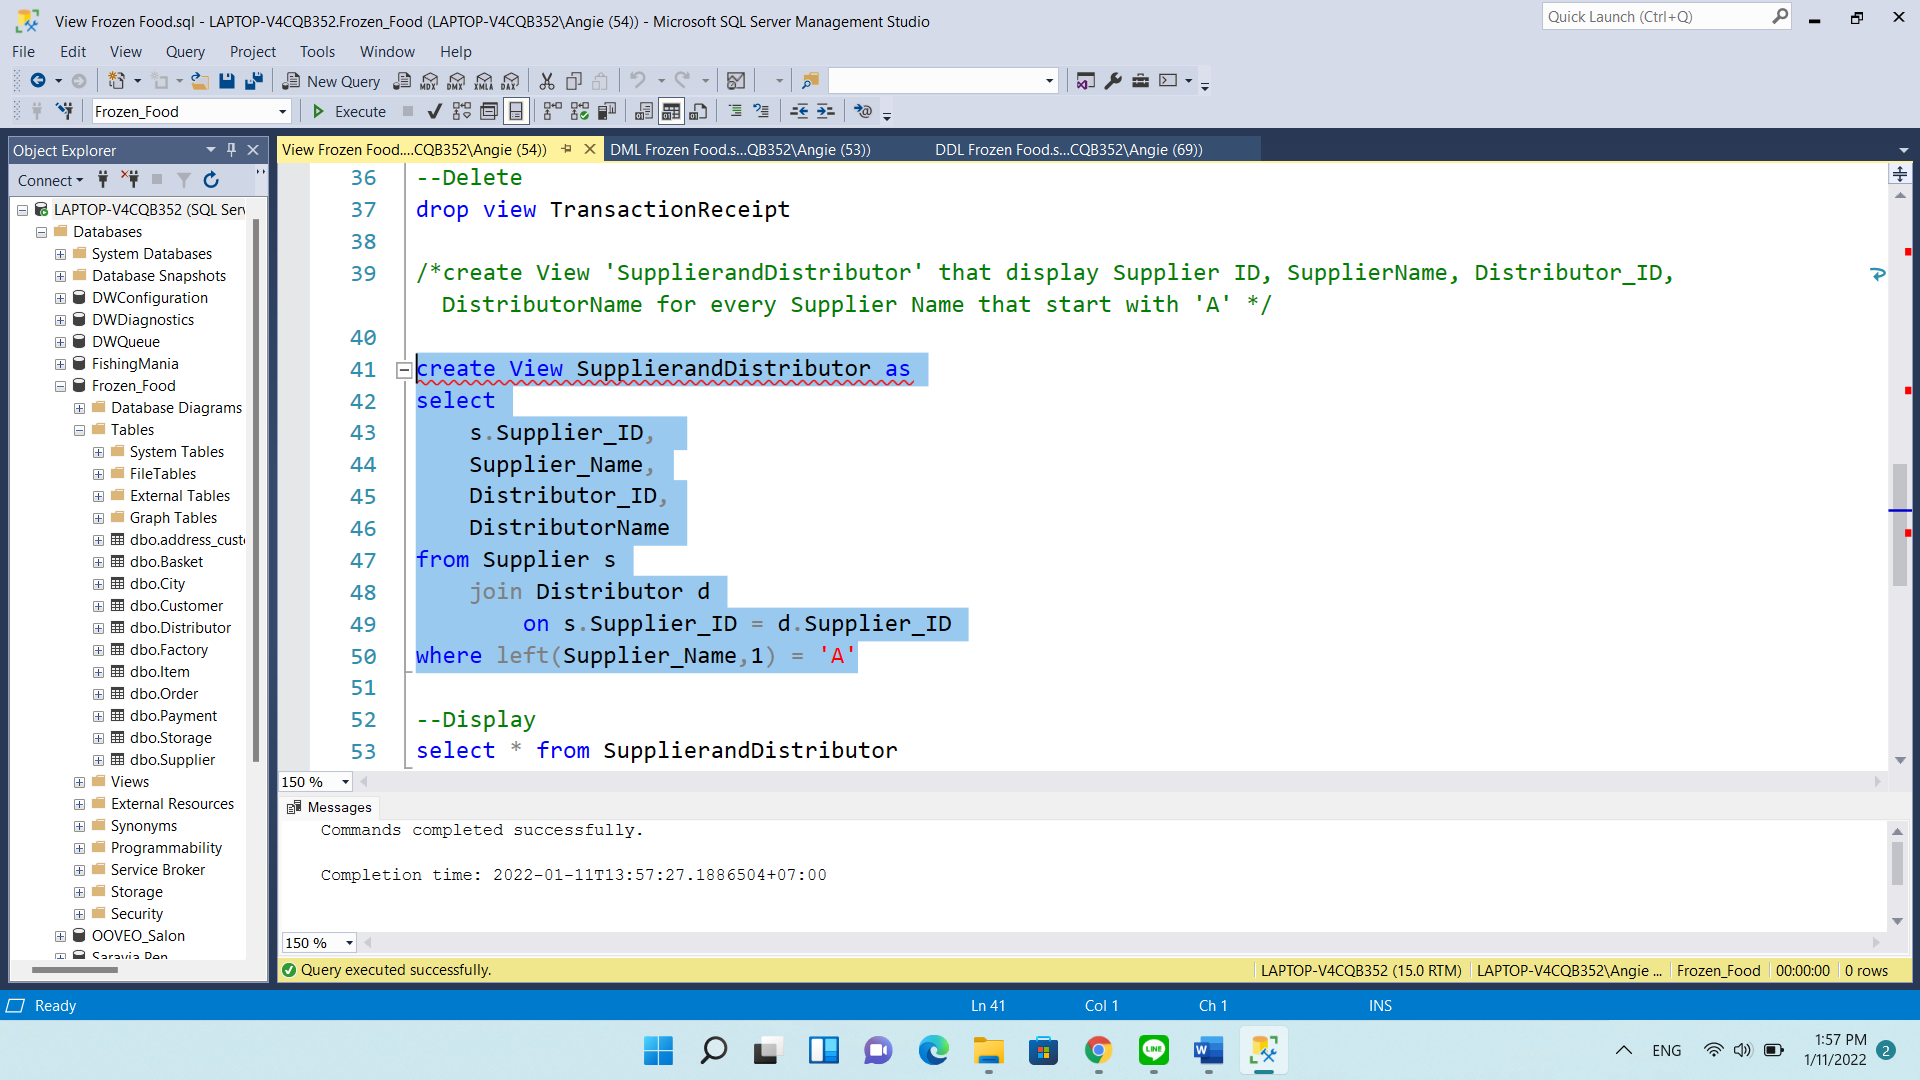 View Frozen Food.sql - LAPTOP-V4CQB352.Frozen_Food (LAPTOP-V4CQB352\Angie (54)) - Microsoft SQL Server Management Studio
Quick Launch (Ctrl+Q)
File Edit View Query Project Tools Window Help
New Query MDX DMX XMLA DAX
Frozen_Food Execute
Object Explorer
Connect
LAPTOP-V4CQB352 (SQL Ser
Databases
System Databases
Database Snapshots
DWConfiguration
DWDiagnostics
DWQueue
FishingMania
Frozen_Food
Database Diagrams
Tables
System Tables
FileTables
External Tables
Graph Tables
dbo.address_cust
dbo.Basket
dbo.City
dbo.Customer
dbo.Distributor
dbo.Factory
dbo.Item
dbo.Order
dbo.Payment
dbo.Storage
dbo.Supplier
Views
External Resources
Synonyms
Programmability
Service Broker
Storage
Security
OOVEO_Salon
Saravia Pen
View Frozen Food....CQB352\Angie (54)) DML Frozen Food.s...QB352\Angie (53)) DDL Frozen Food.s...CQB352\Angie (69))
36 --Delete
37 drop view TransactionReceipt
38
39 /*create View 'SupplierandDistributor' that display Supplier ID, SupplierName, Distributor_ID,
DistributorName for every Supplier Name that start with 'A' */
40
41 create View SupplierandDistributor as
42 select
43 s.Supplier_ID,
44 Supplier_Name,
45 Distributor_ID,
46 DistributorName
47 from Supplier s
48 join Distributor d
49 on s.Supplier_ID = d.Supplier_ID
50 where left(Supplier_Name,1) = 'A'
51
52 --Display
53 select * from SupplierandDistributor
150 %
Messages
Commands completed successfully.
Completion time: 2022-01-11T13:57:27.1886504+07:00
150 %
Query executed successfully. LAPTOP-V4CQB352 (15.0 RTM) LAPTOP-V4CQB352\Angie ... Frozen_Food 00:00:00 0 rows
Ready Ln 41 Col 1 Ch 1 INS
LINE
W
ENG
1:57 PM
1/11/2022
2